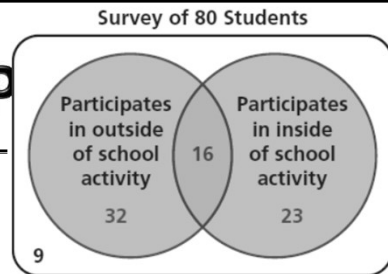 Survey of 80 Students
Participates
in outside
of school
activity
32
16
Participates
in inside
of school
activity
23
9